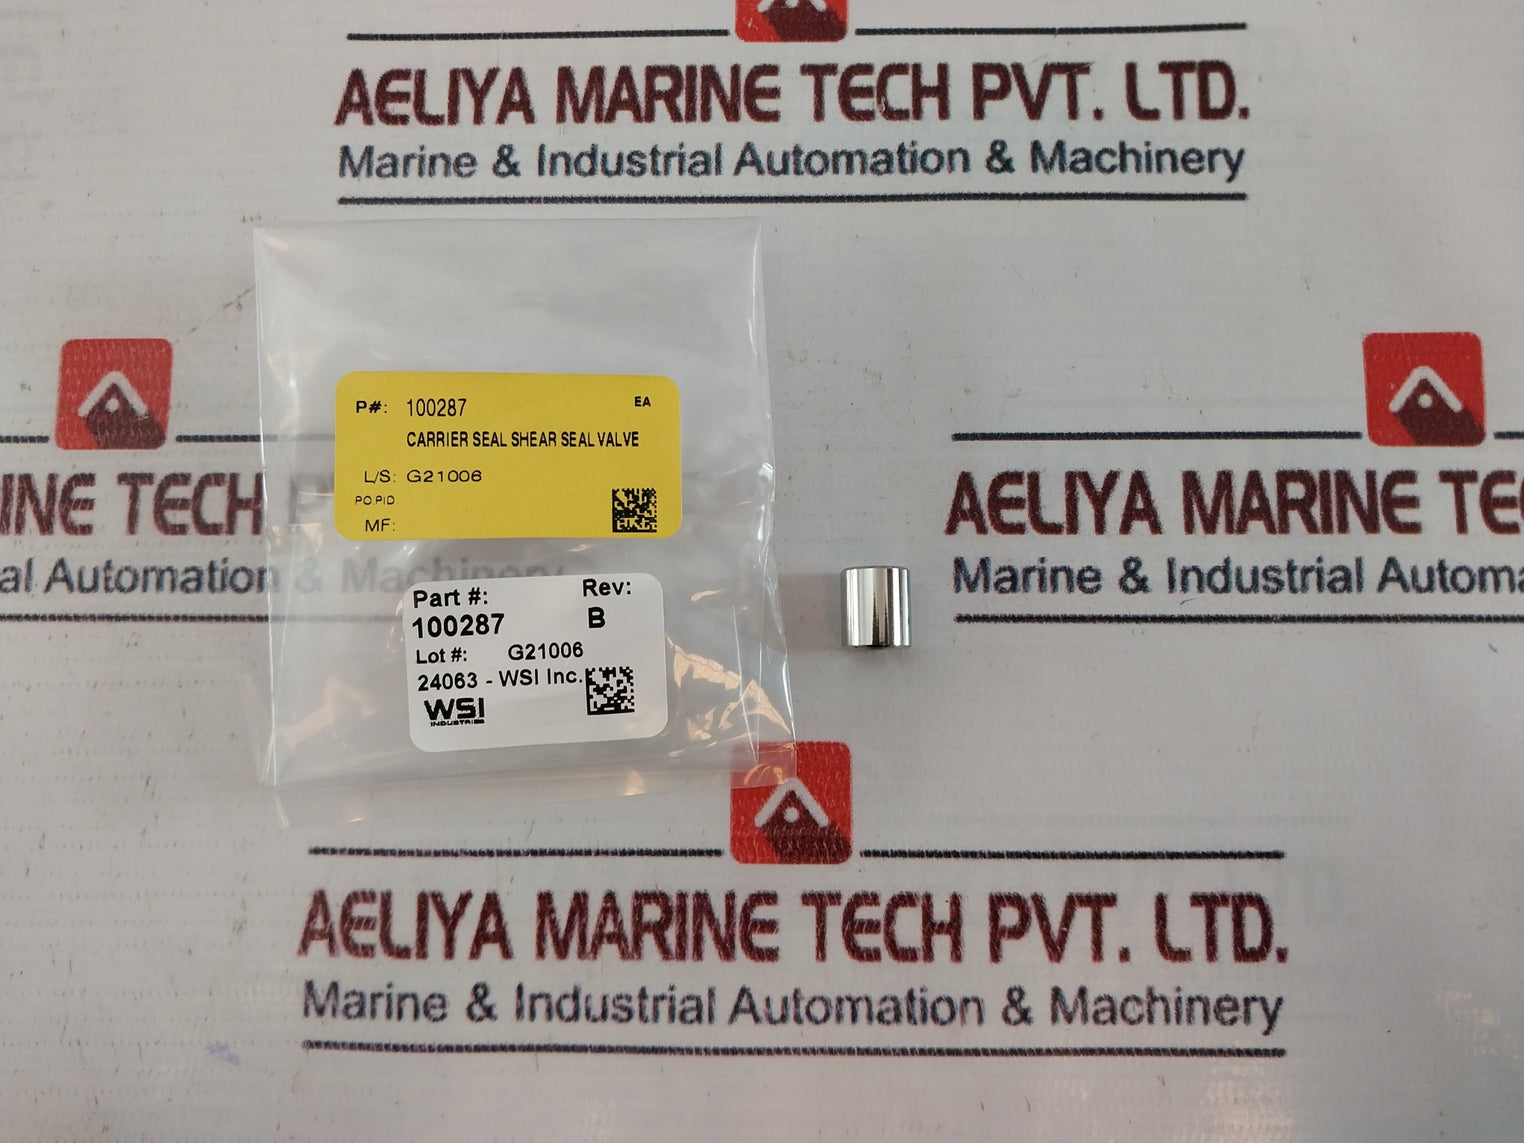 AELIYA MARINE TECH PVT. LTD.
Marine & Industrial Automation & Machinery
P#: 100287 EA
CARRIER SEAL SHEAR SEAL VALVE
L/S: G21006
PO:PID
MF:
INE TECH P
al Automation & Machinery
Part #: Rev:
100287 B
Lot #: G21006
24063 - WSI Inc.
WSI
INDUSTRIES
AELIYA MARINE TE
Marine & Industrial Automa
AELIYA MARINE TECH PVT. LTD.
Marine & Industrial Automation & Machinery